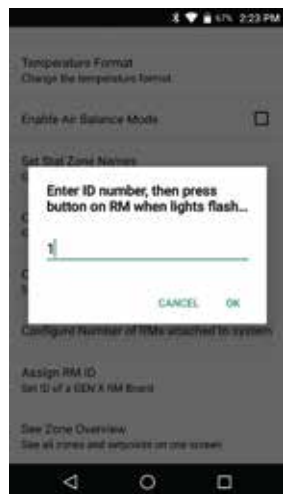 67% 2:23 PM
Temperature Format
Change the temperature format
Enable Air Balance Mode
Set Stat Zone Names
Enter ID number, then press
button on RM when lights flash...
1
CANCEL OK
Configure Number of RMs attached to system
Assign RM ID
Set ID of a GEN X RM Board
See Zone Overview
See all zones and setpoints on one screen